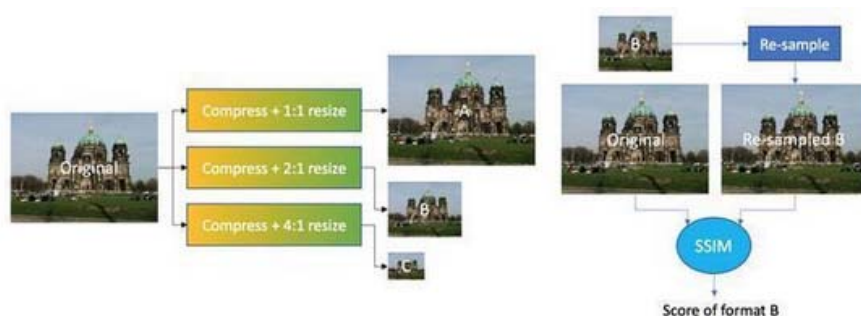 Original
Compress + 1:1 resize
Compress + 2:1 resize
Compress + 4:1 resize
A
B
C
B
Re-sample
Original
Re-sampled B
SSIM
Score of format B